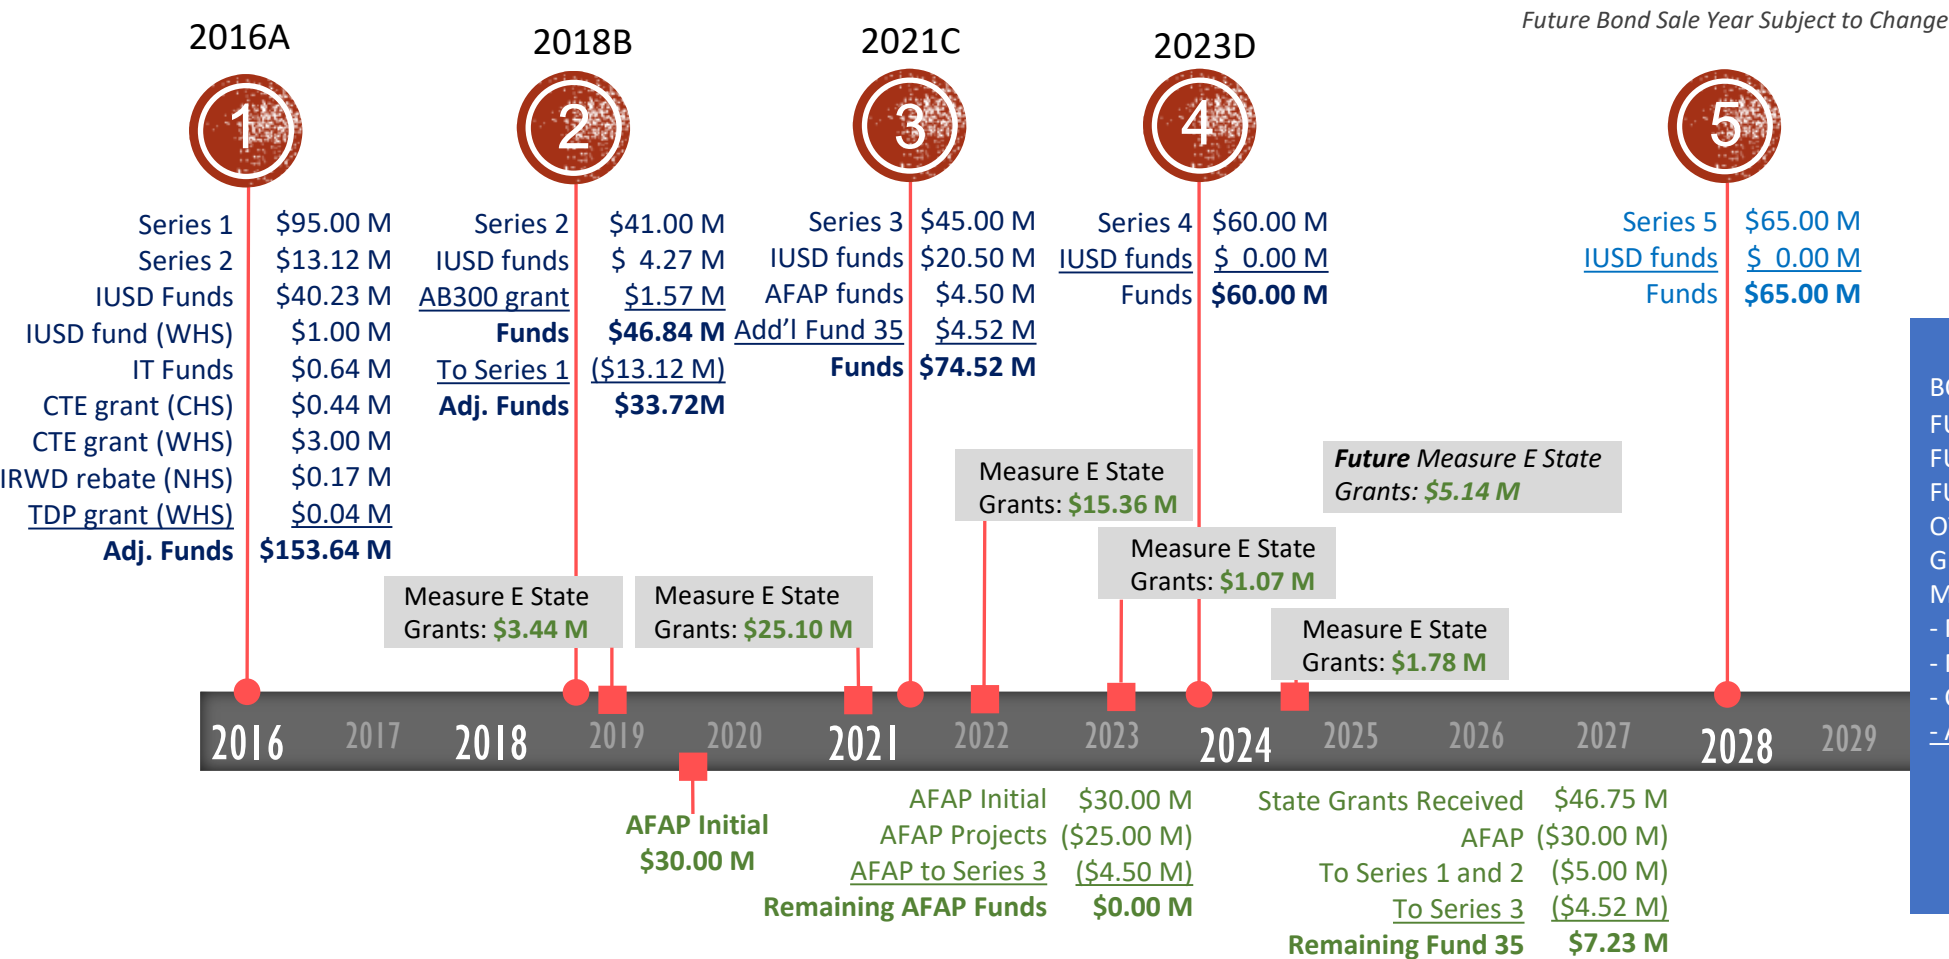 Future Bond Sale Year Subject to Change
2016A
2018B
2021C
2023D
1
2
3
4
5
Series 1 $95.00 M
Series 2 $13.12 M
IUSD Funds $40.23 M
IUSD fund (WHS) $1.00 M
IT Funds $0.64 M
CTE grant (CHS) $0.44 M
CTE grant (WHS) $3.00 M
IRWD rebate (NHS) $0.17 M
TDP grant (WHS) $0.04 M
Adj. Funds $153.64 M
Series 2 $41.00 M
IUSD funds $ 4.27 M
AB300 grant $1.57 M
Funds $46.84 M
To Series 1 ($13.12 M)
Adj. Funds $33.72M
Series 3 $45.00 M
IUSD funds $20.50 M
AFAP funds $4.50 M
Add’l Fund 35 $4.52 M
Funds $74.52 M
Series 4 $60.00 M
IUSD funds $ 0.00 M
Funds $60.00 M
Series 5 $65.00 M
IUSD funds $ 0.00 M
Funds $65.00 M
Measure E State
Grants: $3.44 M
Measure E State
Grants: $25.10 M
Measure E State
Grants: $15.36 M
Measure E State
Grants: $1.07 M
Measure E State
Grants: $1.78 M
Future Measure E State
Grants: $5.14 M
2016 2017 2018 2019 2020 2021 2022 2023 2024 2025 2026 2027 2028 2029
AFAP Initial
$30.00 M
AFAP Initial $30.00 M
AFAP Projects ($25.00 M)
AFAP to Series 3 ($4.50 M)
Remaining AFAP Funds $0.00 M
State Grants Received $46.75 M
AFAP ($30.00 M)
To Series 1 and 2 ($5.00 M)
To Series 3 ($4.52 M)
Remaining Fund 35 $7.23 M